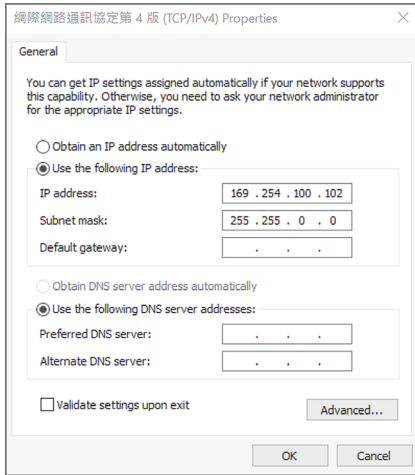 網際網路通訊協定第 4 版 (TCP/IPv4) Properties
General
You can get IP settings assigned automatically if your network supports
this capability. Otherwise, you need to ask your network administrator
for the appropriate IP settings.
Obtain an IP address automatically
Use the following IP address:
IP address: 169 . 254 . 100 . 102
Subnet mask: 255 . 255 . 0 . 0
Default gateway: . . .
Obtain DNS server address automatically
Use the following DNS server addresses:
Preferred DNS server: . . .
Alternate DNS server: . . .
Validate settings upon exit
Advanced...
OK Cancel